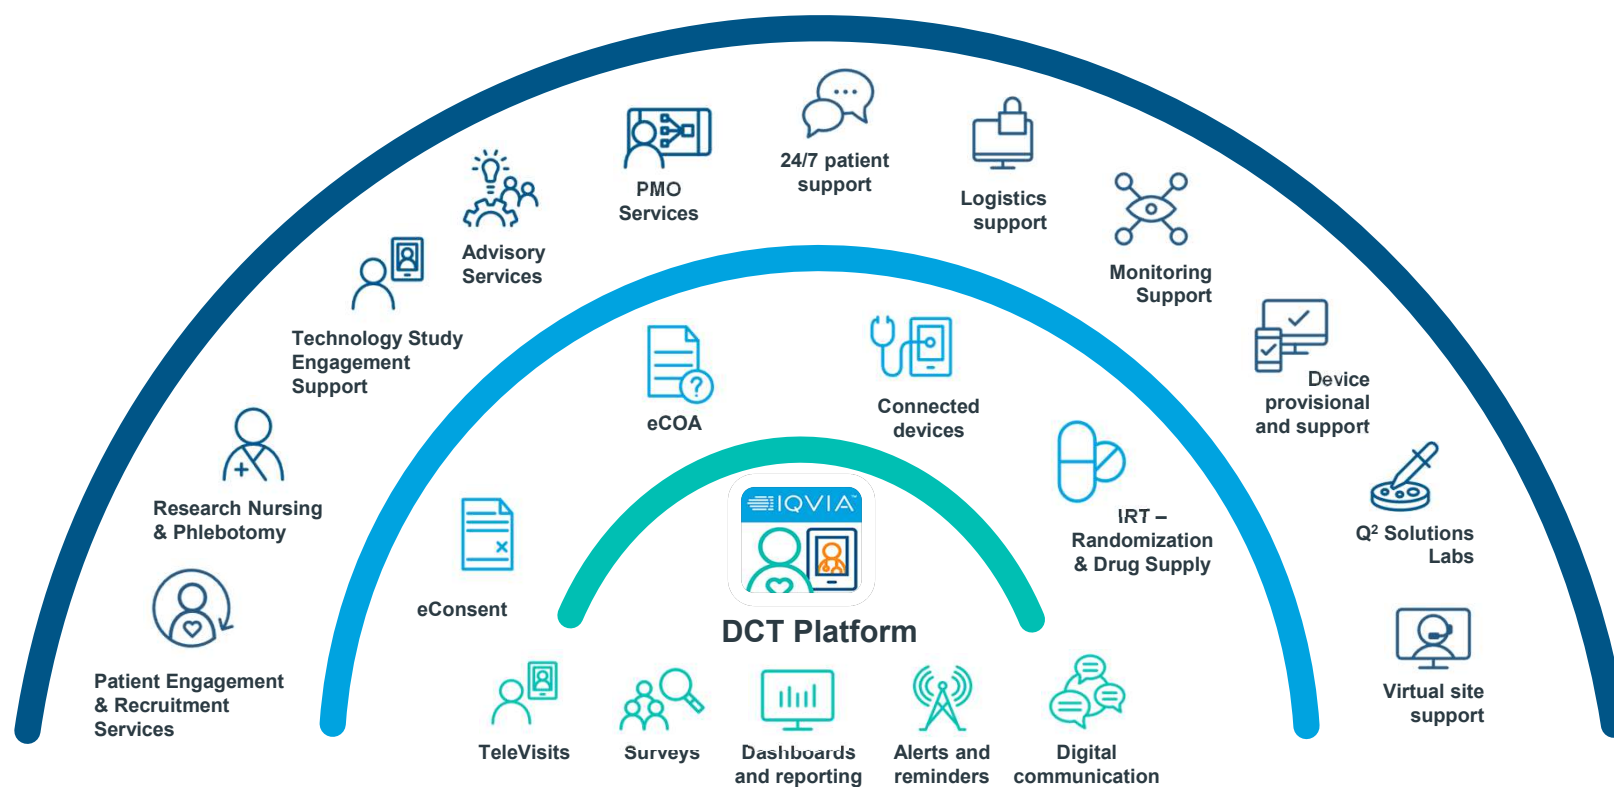 24/7 patient
support
PMO
Services
Logistics
support
Advisory
Services
Monitoring
Support
Technology Study
Engagement
Support
Device
provisional
and support
Research Nursing
& Phlebotomy
Q² Solutions
Labs
Patient Engagement
& Recruitment
Services
Virtual site
support
eCOA
Connected
devices
eConsent
IRT –
Randomization
& Drug Supply
IQVIA™
DCT Platform
TeleVisits
Surveys
Dashboards
and reporting
Alerts and
reminders
Digital
communication